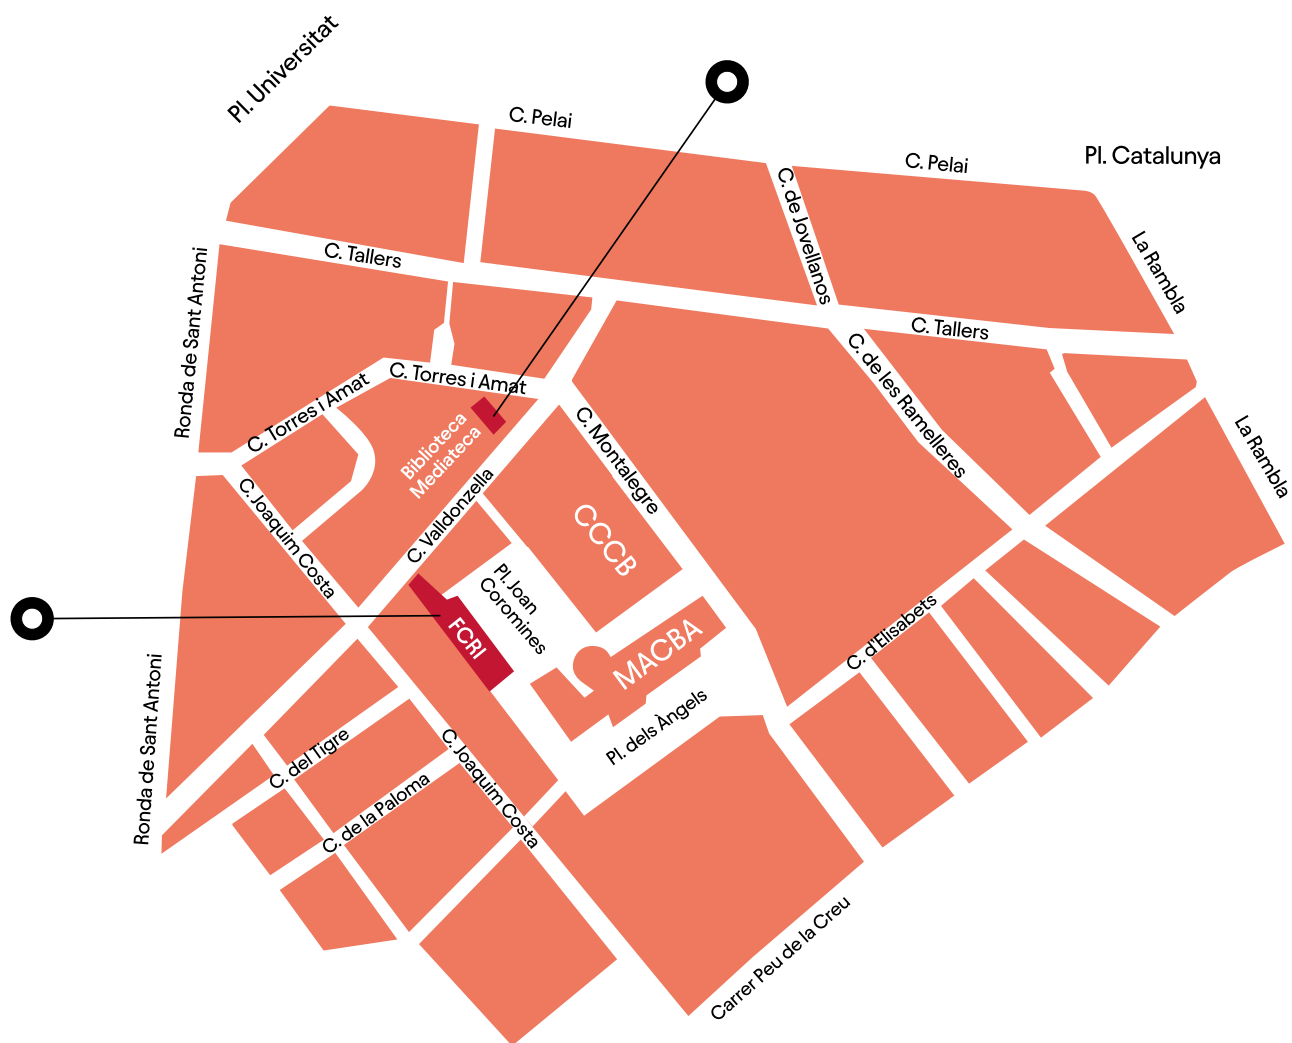 Pl. Universitat
C. Pelai
C. Pelai
Pl. Catalunya
C. de Jovellanos
La Rambla
C. Tallers
Ronda de Sant Antoni
C. Tallers
C. de les Ramelleres
C. Torres i Amat
C. Torres i Amat
La Rambla
Biblioteca
Mediateca
C. Montalegre
C. Valldonzella
C. Joaquim Costa
CCCB
Pl. Joan
Coromines
FCRI
MACBA
C. d'Elisabets
Pl. dels Àngels
Ronda de Sant Antoni
C. del Tigre
C. de la Paloma
C. Joaquim Costa
Carrer Peu de la Creu